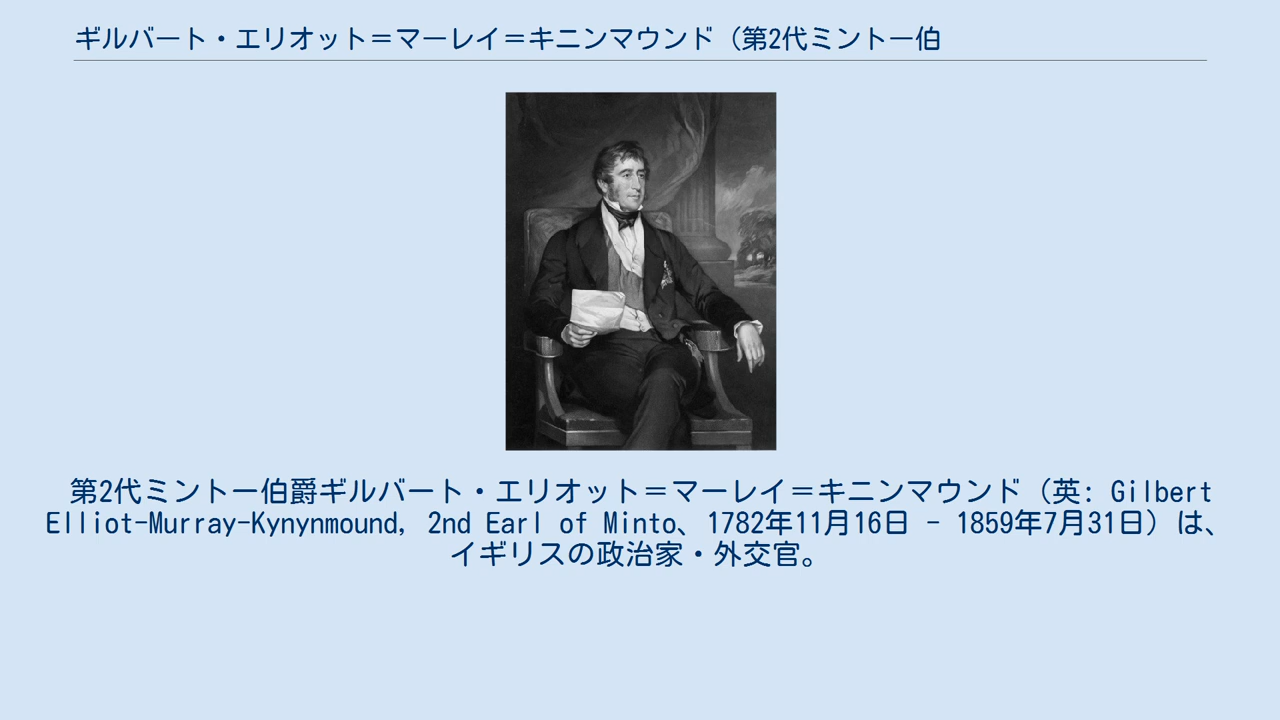 ギルバート・エリオット＝マーレイ＝キニンマウンド（第2代ミントー伯
第2代ミントー伯爵ギルバート・エリオット＝マーレイ＝キニンマウンド（英: Gilbert
Elliot-Murray-Kynynmound, 2nd Earl of Minto、1782年11月16日 - 1859年7月31日）は、
イギリスの政治家・外交官。